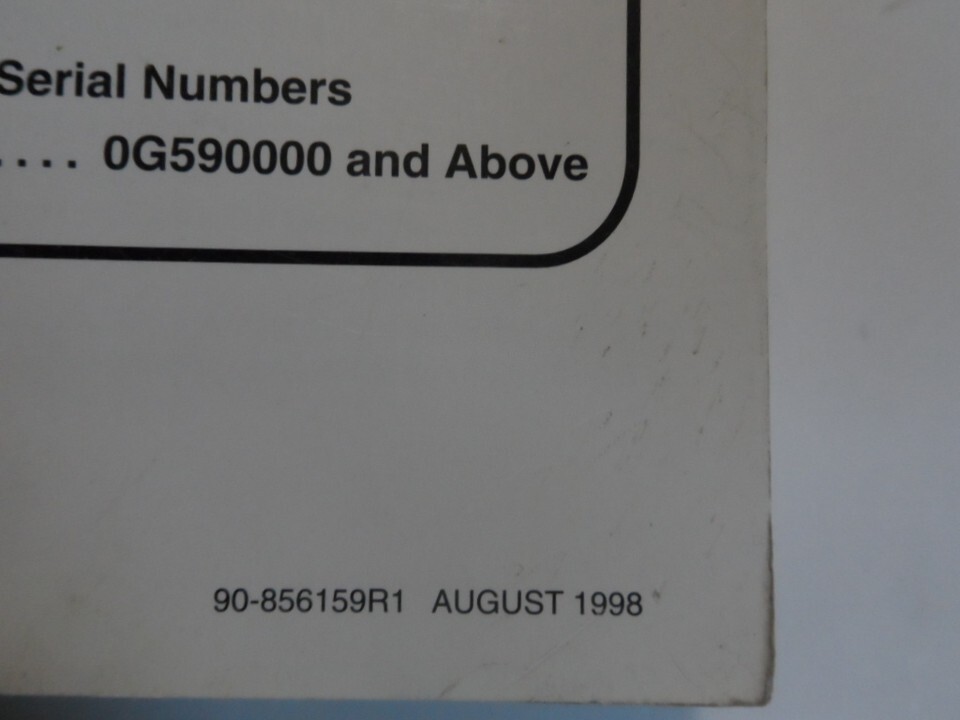 Serial Numbers
.... 0G590000 and Above
90-856159R1 AUGUST 1998